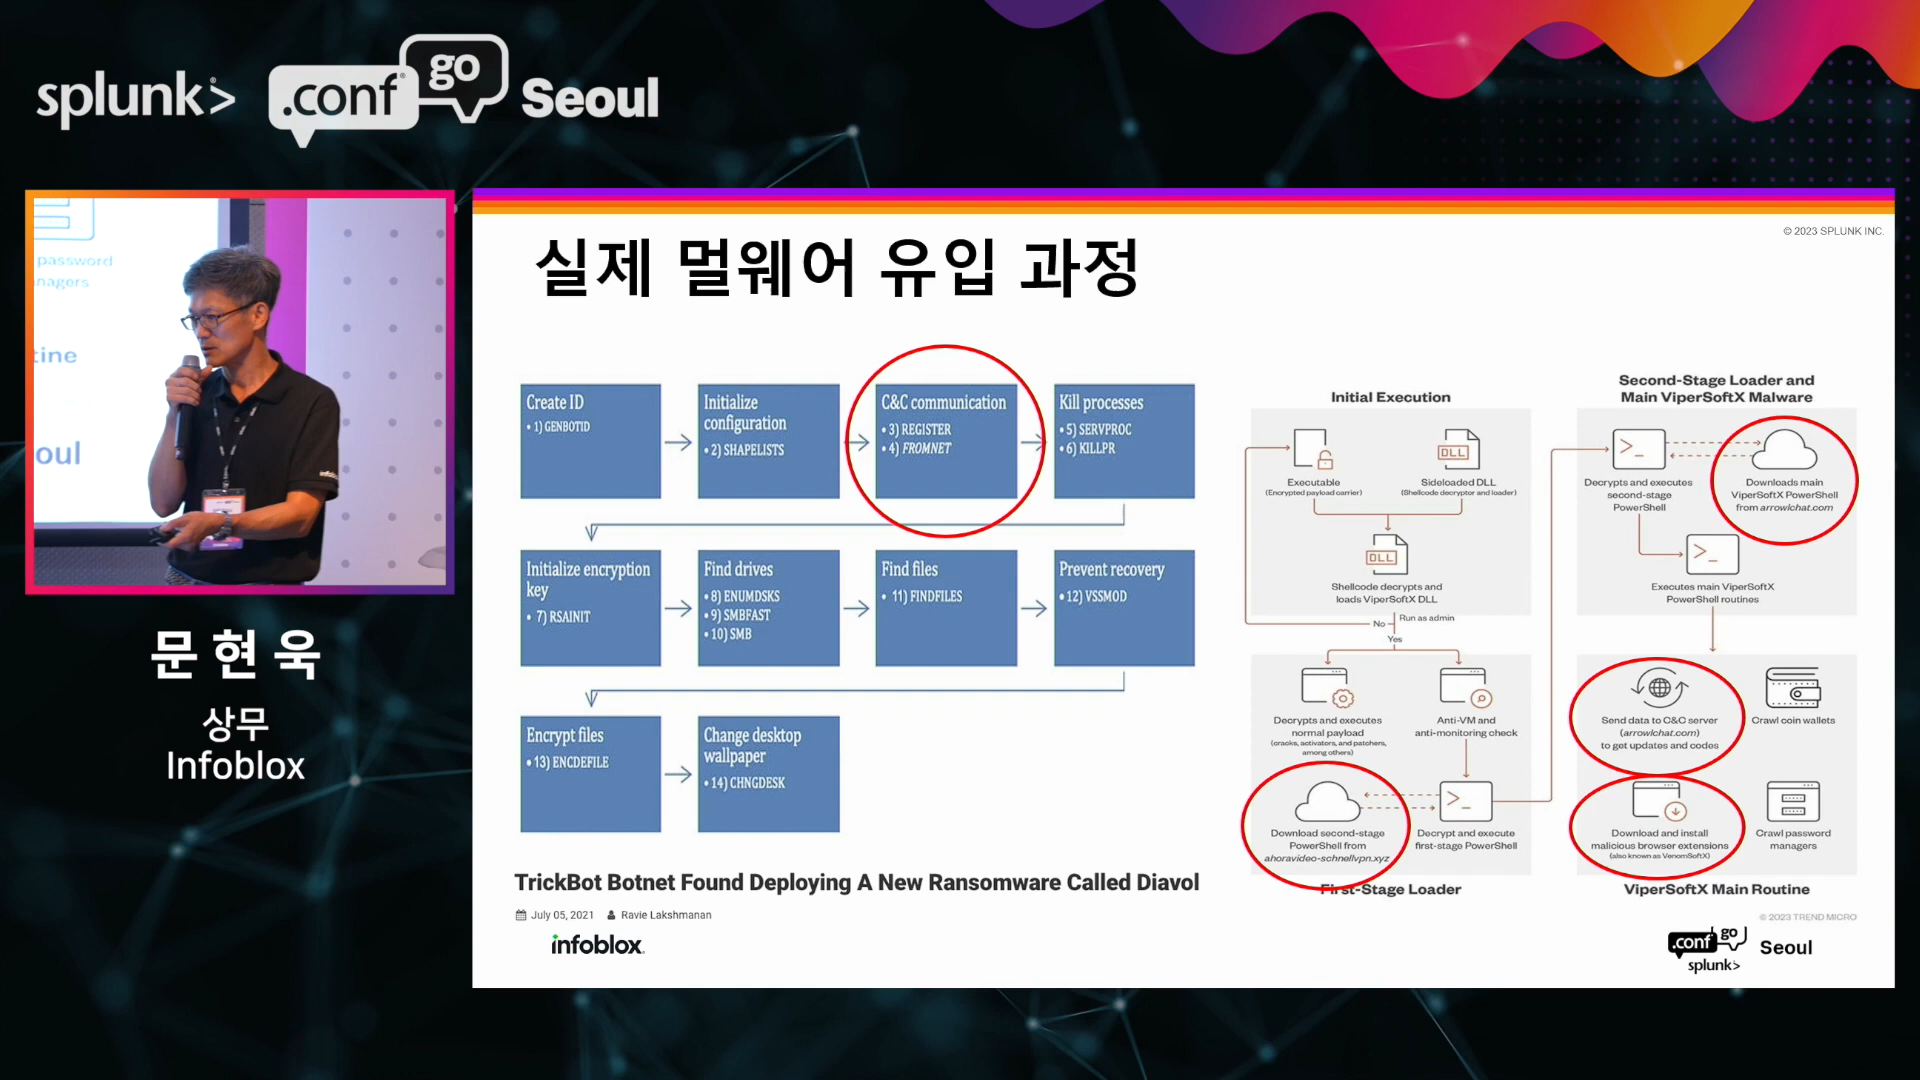 splunk>
.conf
go
Seoul
password
nagers
tine
oul
문현욱
상무
Infoblox
© 2023 SPLUNK INC.
실제 멀웨어 유입 과정
Create ID
• 1) GENBOTID
Initialize
configuration
• 2) SHAPELISTS
C&C communication
• 3) REGISTER
• 4) FROMNET
Kill processes
• 5) SERVPROC
• 6) KILLPR
Initialize encryption
key
• 7) RSAINIT
Find drives
• 8) ENUMDSKS
• 9) SMBFAST
• 10) SMB
Find files
• 11) FINDFILES
Prevent recovery
• 12) VSSMOD
Encrypt files
• 13) ENCDEFILE
Change desktop
wallpaper
• 14) CHNGDESK
TrickBot Botnet Found Deploying A New Ransomware Called Diavol
July 05, 2021 Ravie Lakshmanan
infoblox.
Initial Execution
Executable
(Encrypted payload carrier)
DLL
Sideloaded DLL
(Shellcode decryptor and loader)
DLL
Shellcode decrypts and
loads ViperSoftX DLL
No
Run as admin
Yes
Decrypts and executes
normal payload
(cracks, activators, and patchers,
among others)
Anti-VM and
anti-monitoring check
Download second-stage
PowerShell from
ahoravideo-schnellvpn.xyz
>_
Decrypt and execute
first-stage PowerShell
First-Stage Loader
Second-Stage Loader and
Main ViperSoftX Malware
>_
Decrypts and executes
second-stage
PowerShell
Downloads main
ViperSoftX PowerShell
from arrowlchat.com
>_
Executes main ViperSoftX
PowerShell routines
Send data to C&C server
(arrowlchat.com)
to get updates and codes
Crawl coin wallets
Download and install
malicious browser extensions
(also known as VenomSoftX)
Crawl password
managers
ViperSoftX Main Routine
© 2023 TREND MICRO
.conf
go
splunk>
Seoul